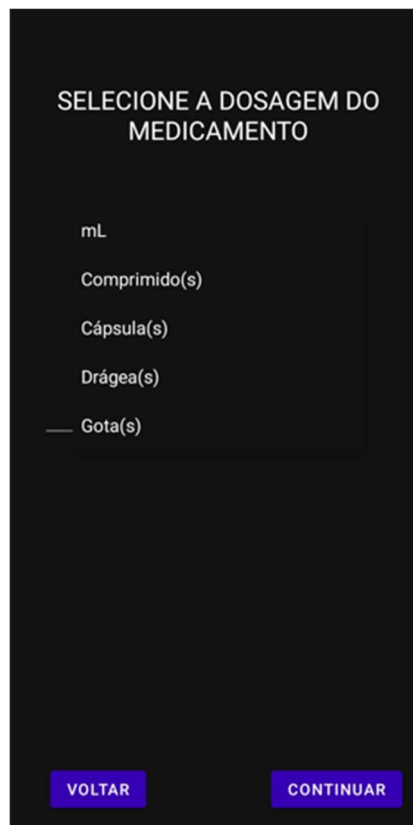 SELECIONE A DOSAGEM DO
MEDICAMENTO
mL
Comprimido(s)
Cápsula(s)
Drágea(s)
Gota(s)
VOLTAR
CONTINUAR